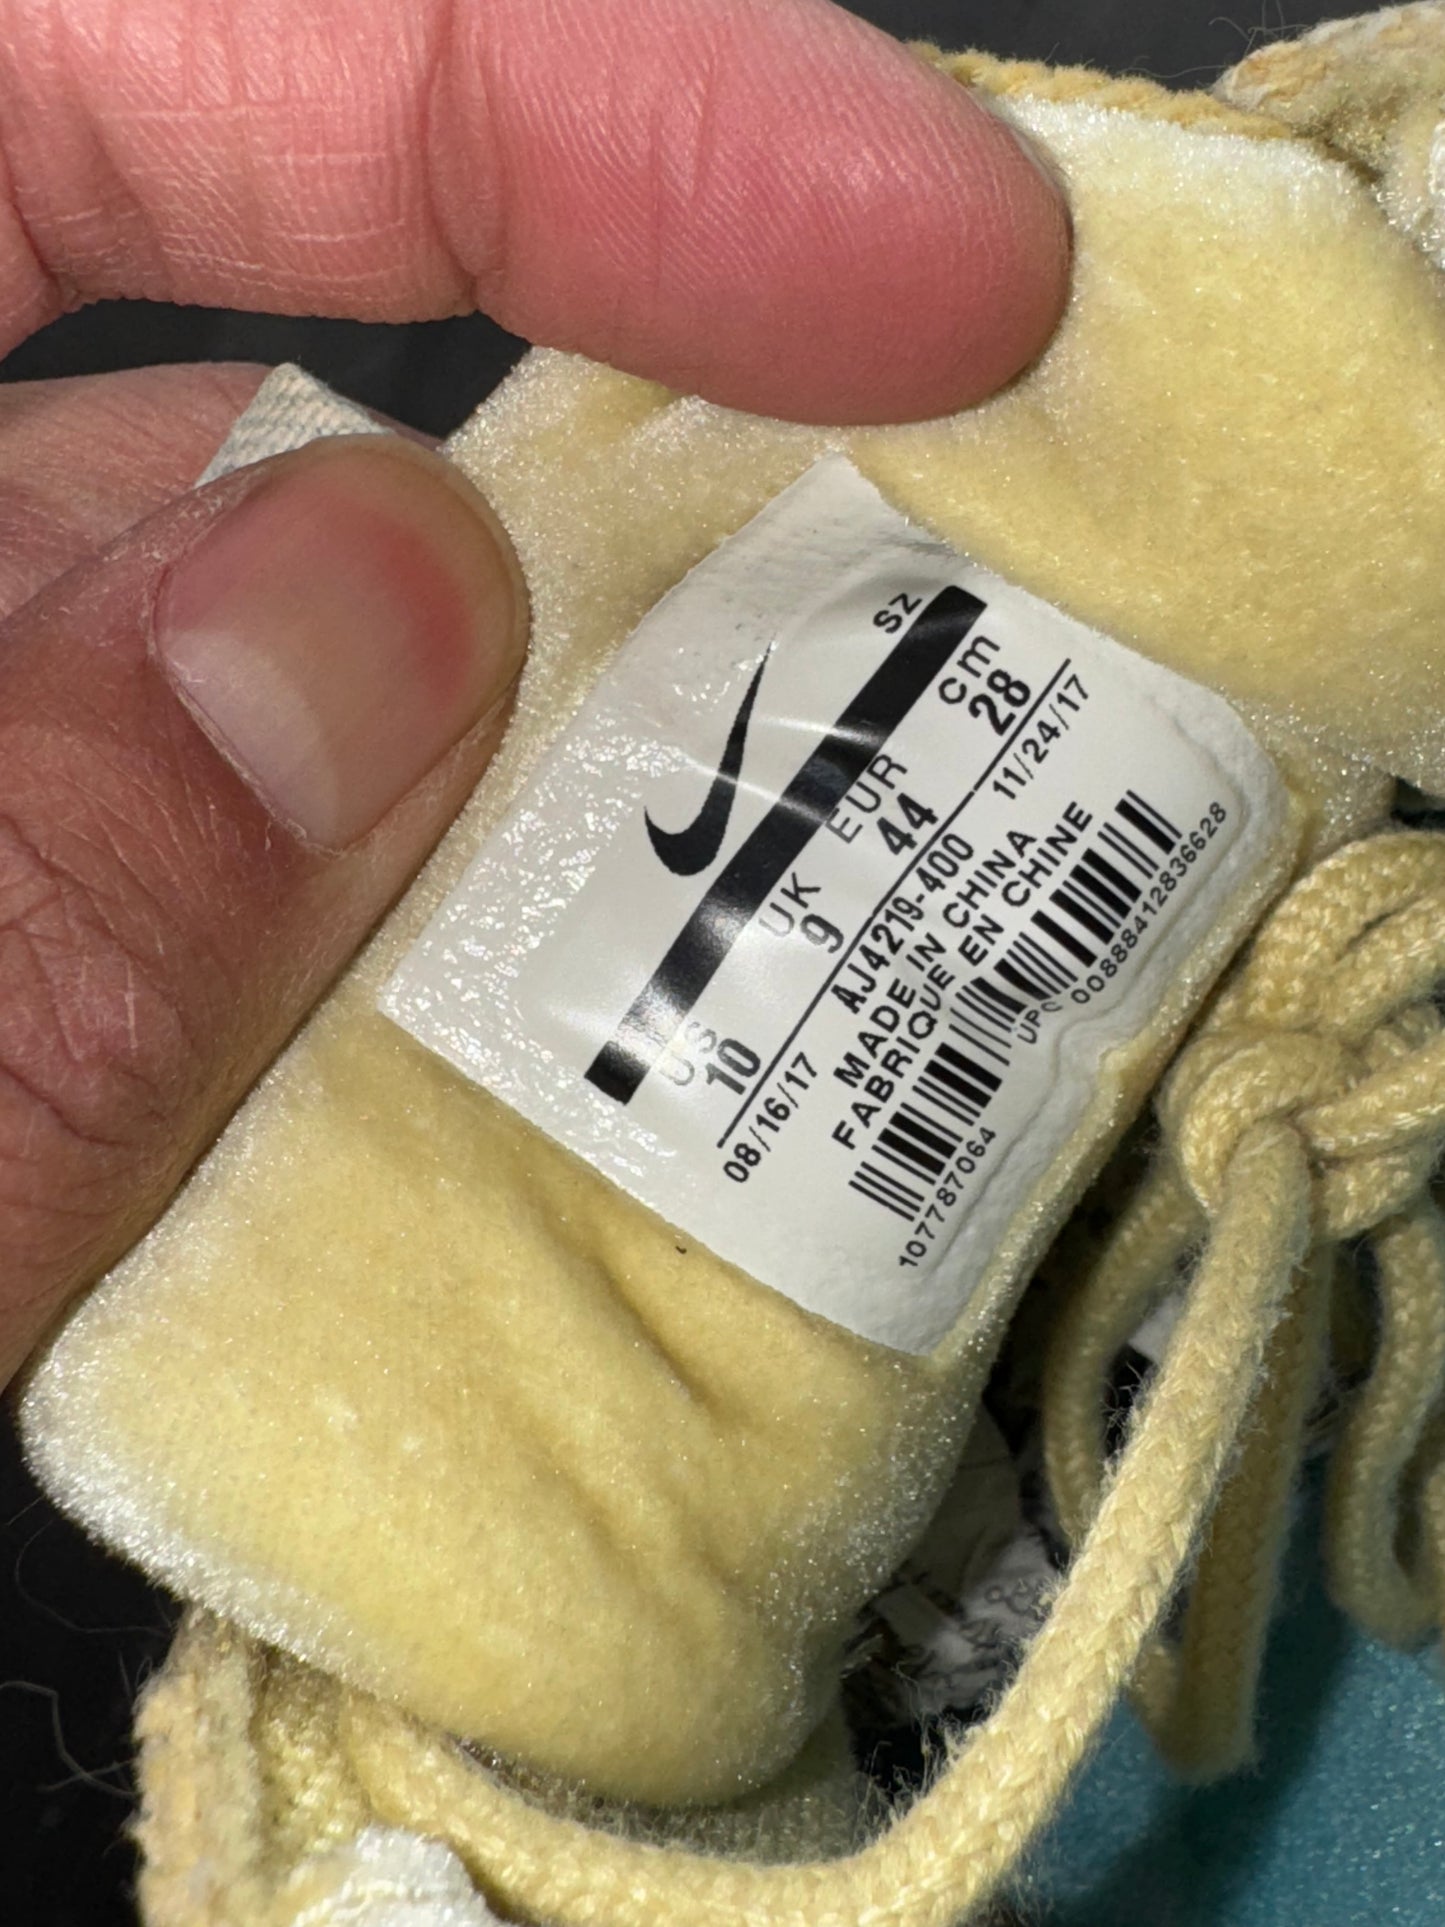 sz
US UK EUR cm
10 9 44 28
08/16/17 AJ4219-400 11/24/17
MADE IN CHINA
FABRIQUE EN CHINE
107787064 UPC 00888412836628